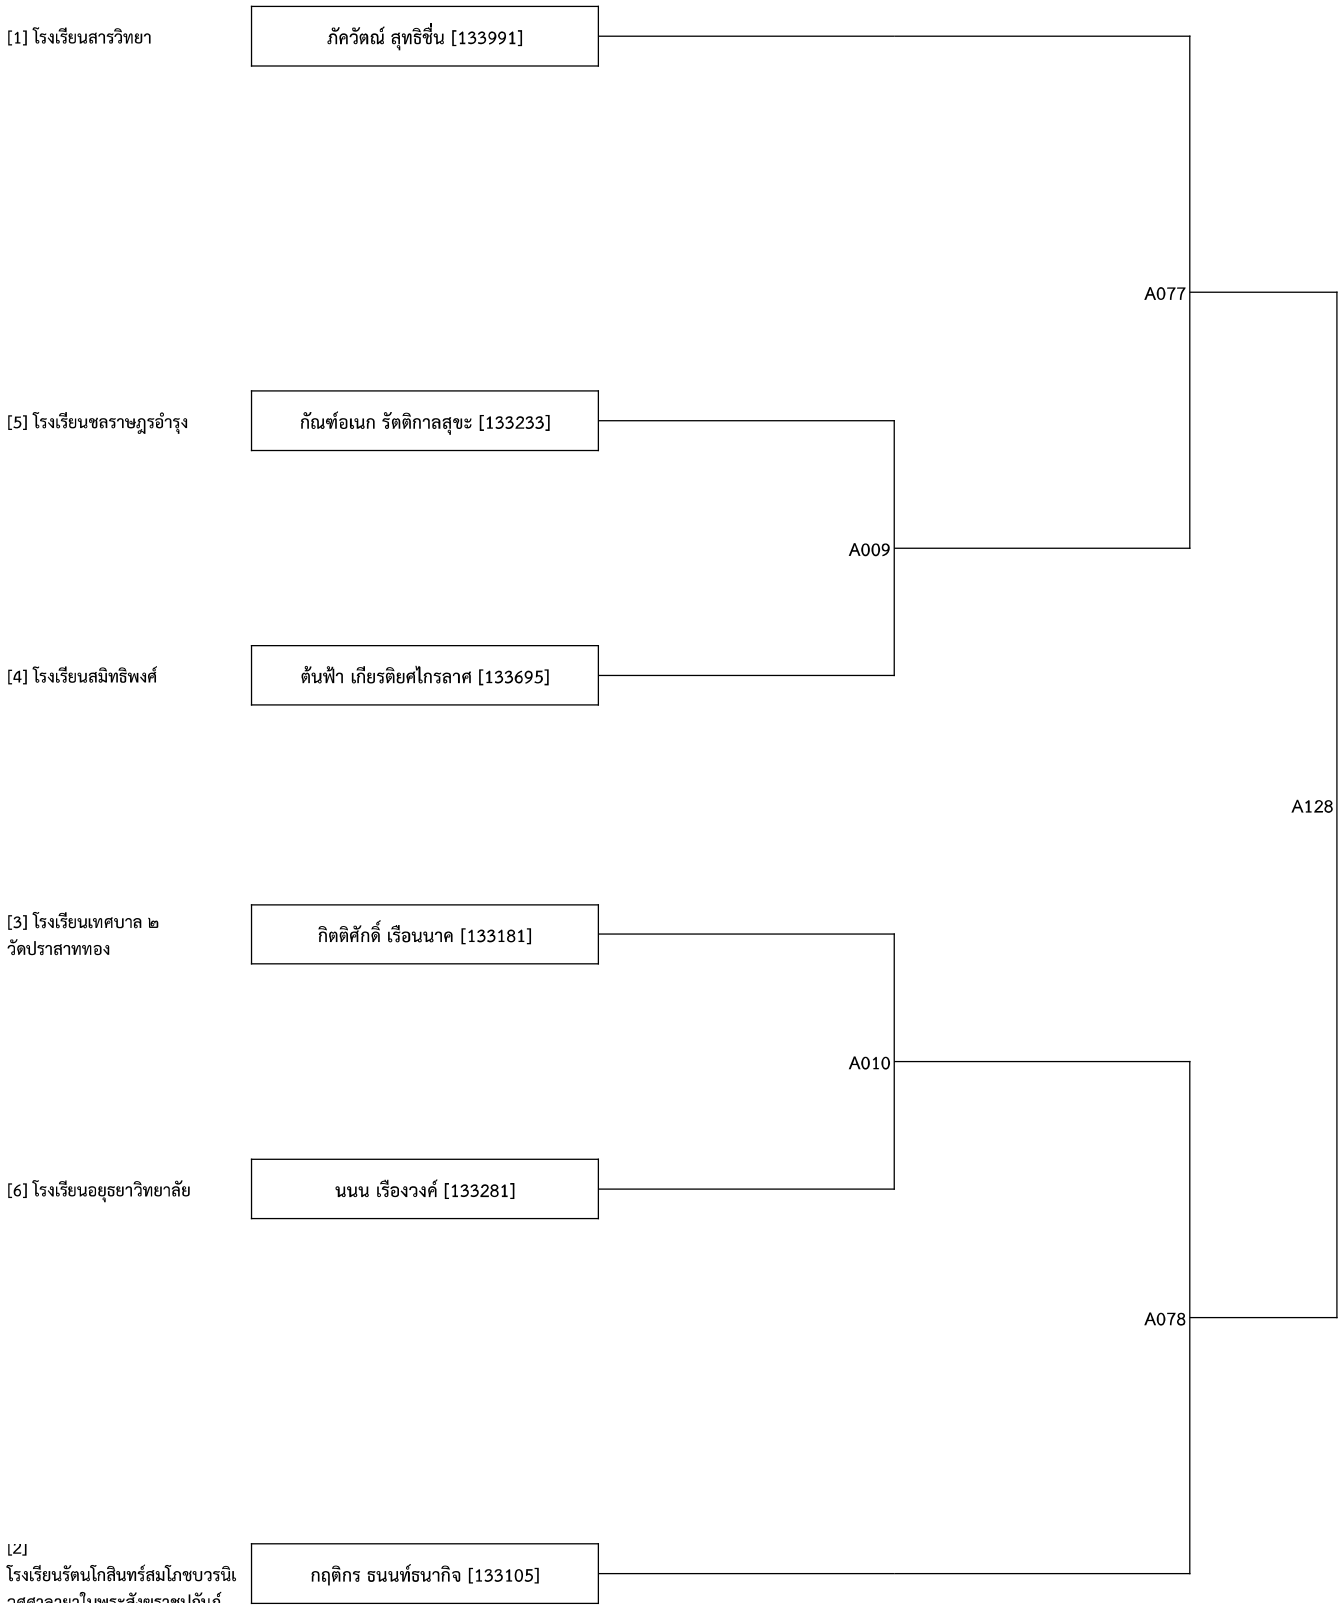 [1] โรงเรียนสารวิทยา
ภัควัตณ์ สุทธิชื่น [133991]
A077
[5] โรงเรียนชลราษฎรอำรุง
กัณฑ์อเนก รัตติกาลสุขะ [133233]
A009
[4] โรงเรียนสมิทธิพงศ์
ต้นฟ้า เกียรติยศไกรลาศ [133695]
A128
[3] โรงเรียนเทศบาล ๒
วัดปราสาททอง
กิตติศักดิ์ เรือนนาค [133181]
A010
[6] โรงเรียนอยุธยาวิทยาลัย
นนน เรืองวงค์ [133281]
A078
[2]
โรงเรียนรัตนโกสินทร์สมโภชบวรนิเ
กฤติกร ธนนท์ธนากิจ [133105]